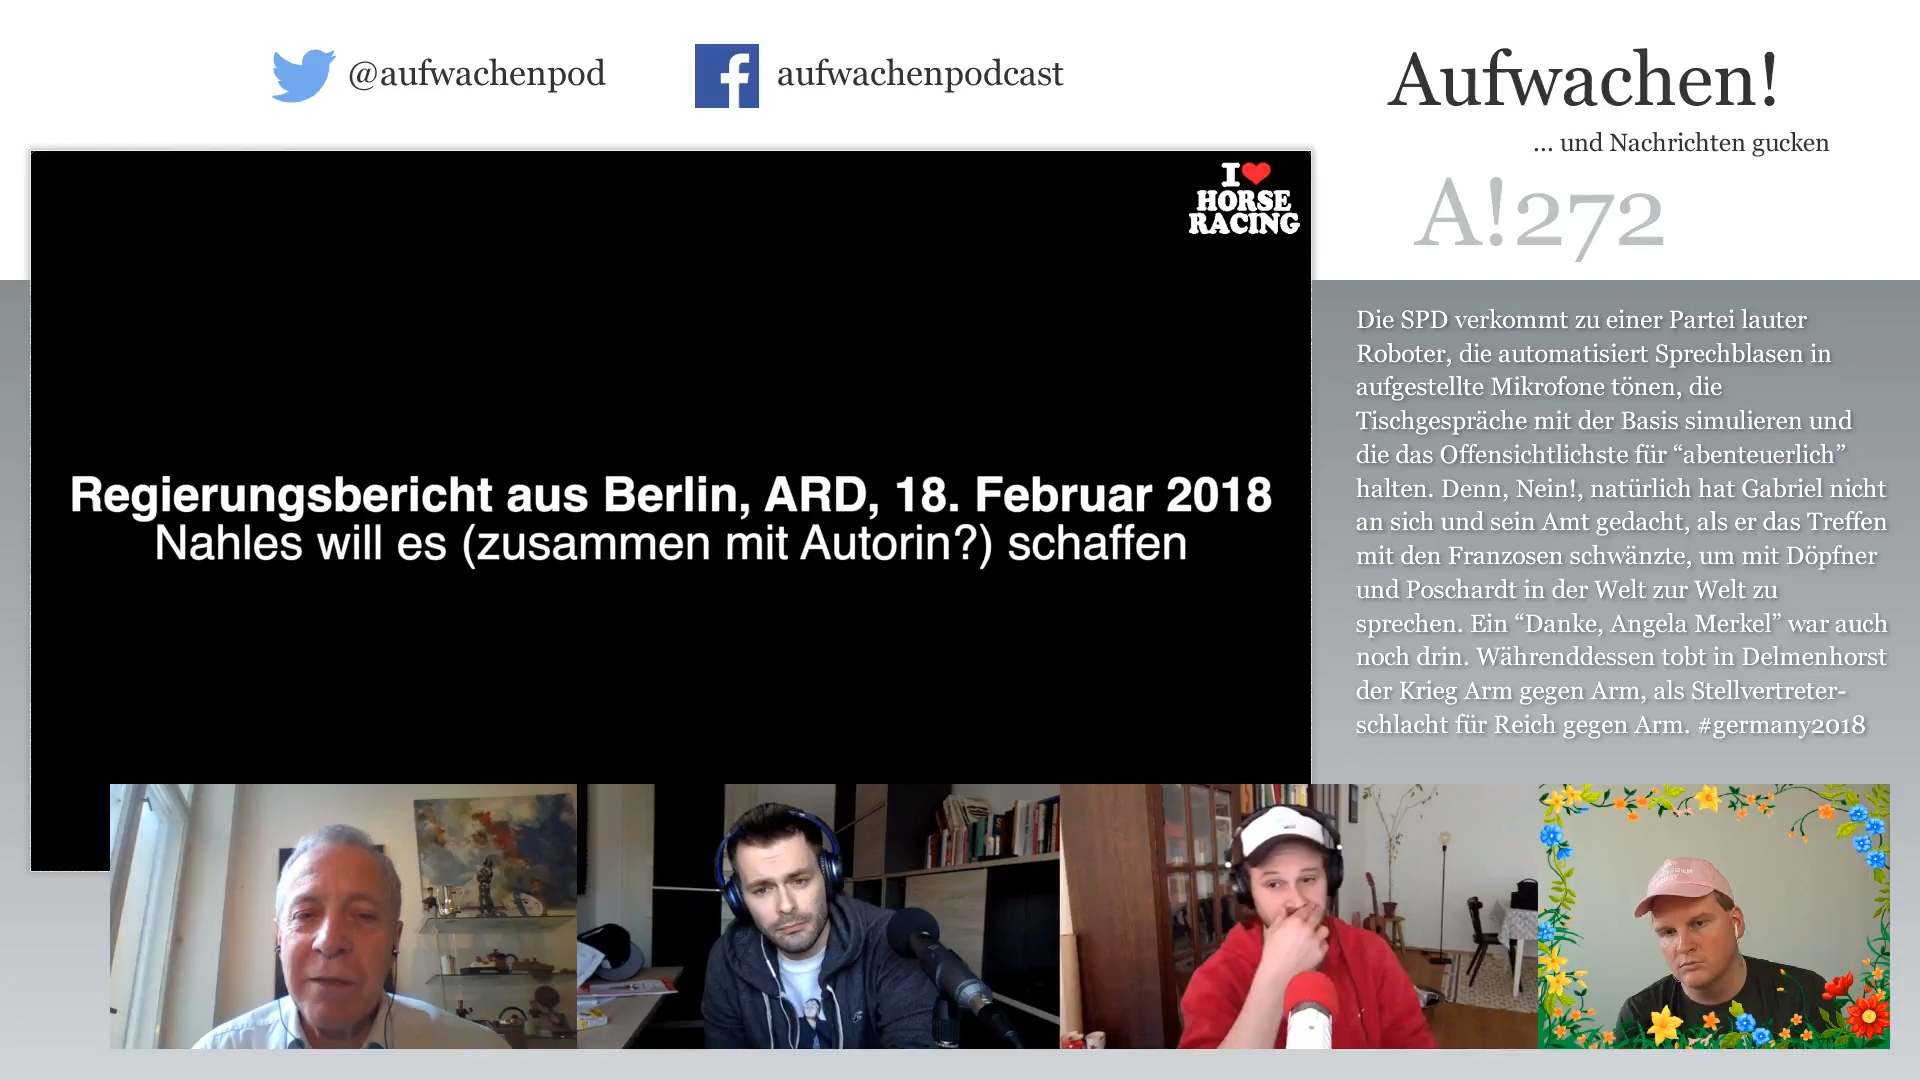 @aufwachenpod
aufwachenpodcast
Aufwachen!
... und Nachrichten gucken
A!272
I
HORSE
RACING
Regierungsbericht aus Berlin, ARD, 18. Februar 2018
Nahles will es (zusammen mit Autorin?) schaffen
Die SPD verkommt zu einer Partei lauter
Roboter, die automatisiert Sprechblasen in
aufgestellte Mikrofone tönen, die
Tischgespräche mit der Basis simulieren und
die das Offensichtlichste für “abenteuerlich”
halten. Denn, Nein!, natürlich hat Gabriel nicht
an sich und sein Amt gedacht, als er das Treffen
mit den Franzosen schwänzte, um mit Döpfner
und Poschardt in der Welt zur Welt zu
sprechen. Ein “Danke, Angela Merkel” war auch
noch drin. Währenddessen tobt in Delmenhorst
der Krieg Arm gegen Arm, als Stellvertreter-
schlacht für Reich gegen Arm. #germany2018